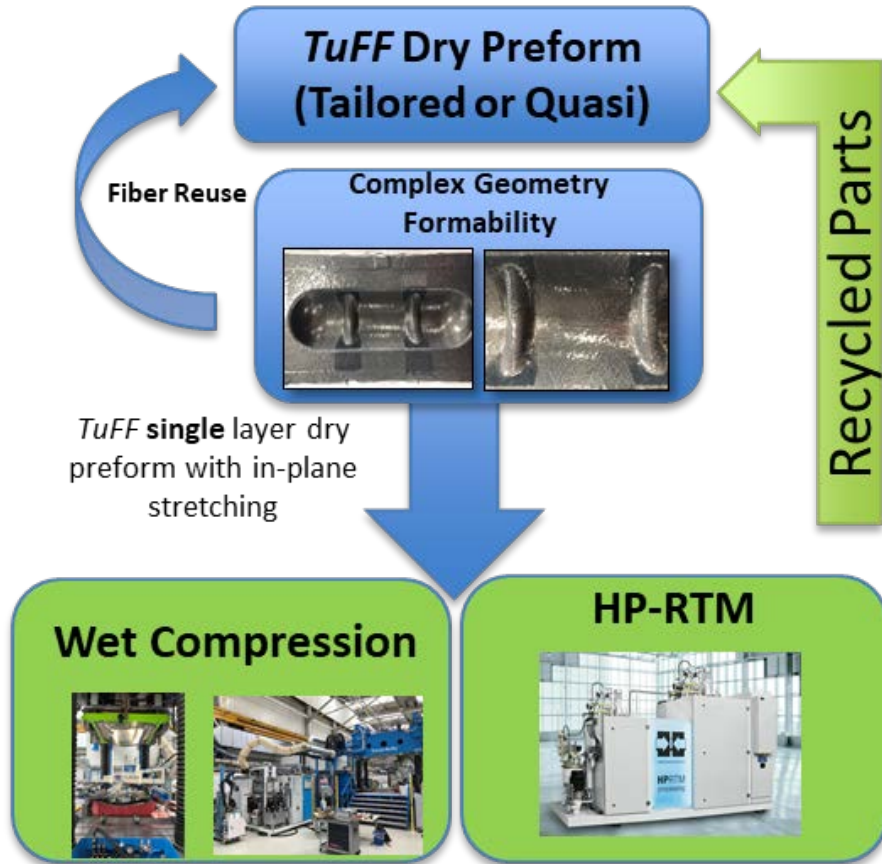 TuFF Dry Preform
(Tailored or Quasi)
Fiber Reuse
Complex Geometry
Formability
Recycled Parts
TuFF single layer dry
preform with in-plane
stretching
Wet Compression
HP-RTM
HPRTM